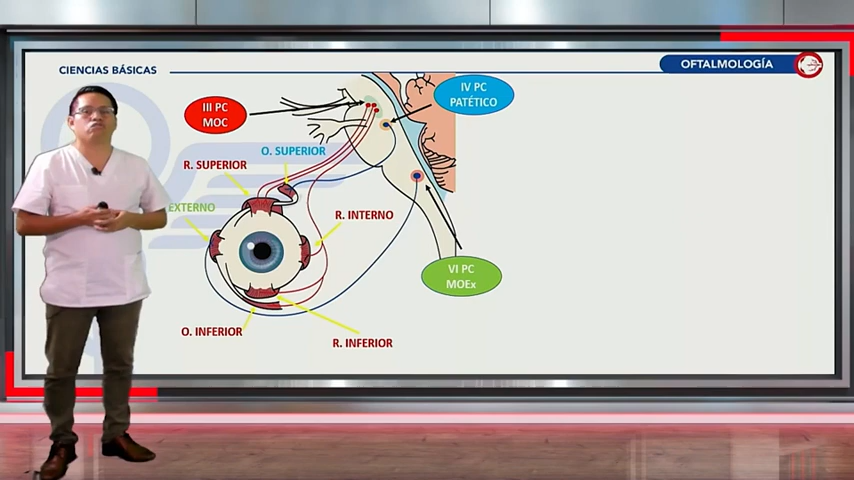 CIENCIAS BÁSICAS
OFTALMOLOGÍA
III PC
MOC
IV PC
PATÉTICO
O. SUPERIOR
R. SUPERIOR
EXTERNO
R. INTERNO
VI PC
MOEx
O. INFERIOR
R. INFERIOR